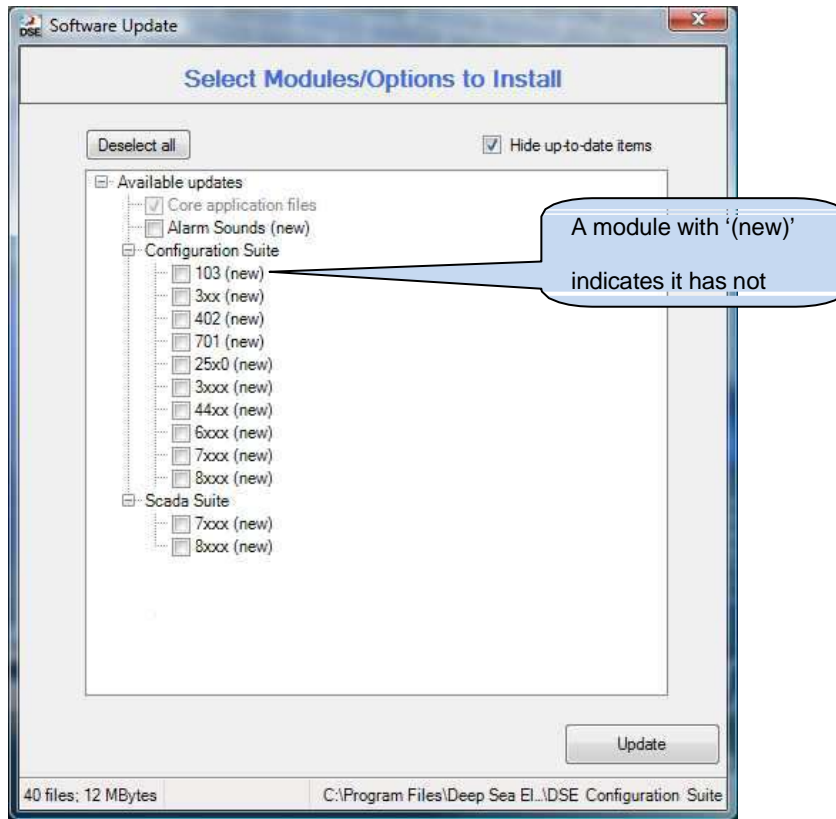 DSE Software Update
Select Modules/Options to Install
Deselect all
Hide up-to-date items
Available updates
Core application files
Alarm Sounds (new)
Configuration Suite
103 (new)
3xx (new)
402 (new)
701 (new)
25x0 (new)
3xxx (new)
44xx (new)
6xxx (new)
7xxx (new)
8xxx (new)
Scada Suite
7xxx (new)
8xxx (new)
A module with ‘(new)’
indicates it has not
Update
40 files; 12 MBytes
C:\Program Files\Deep Sea El...\DSE Configuration Suite